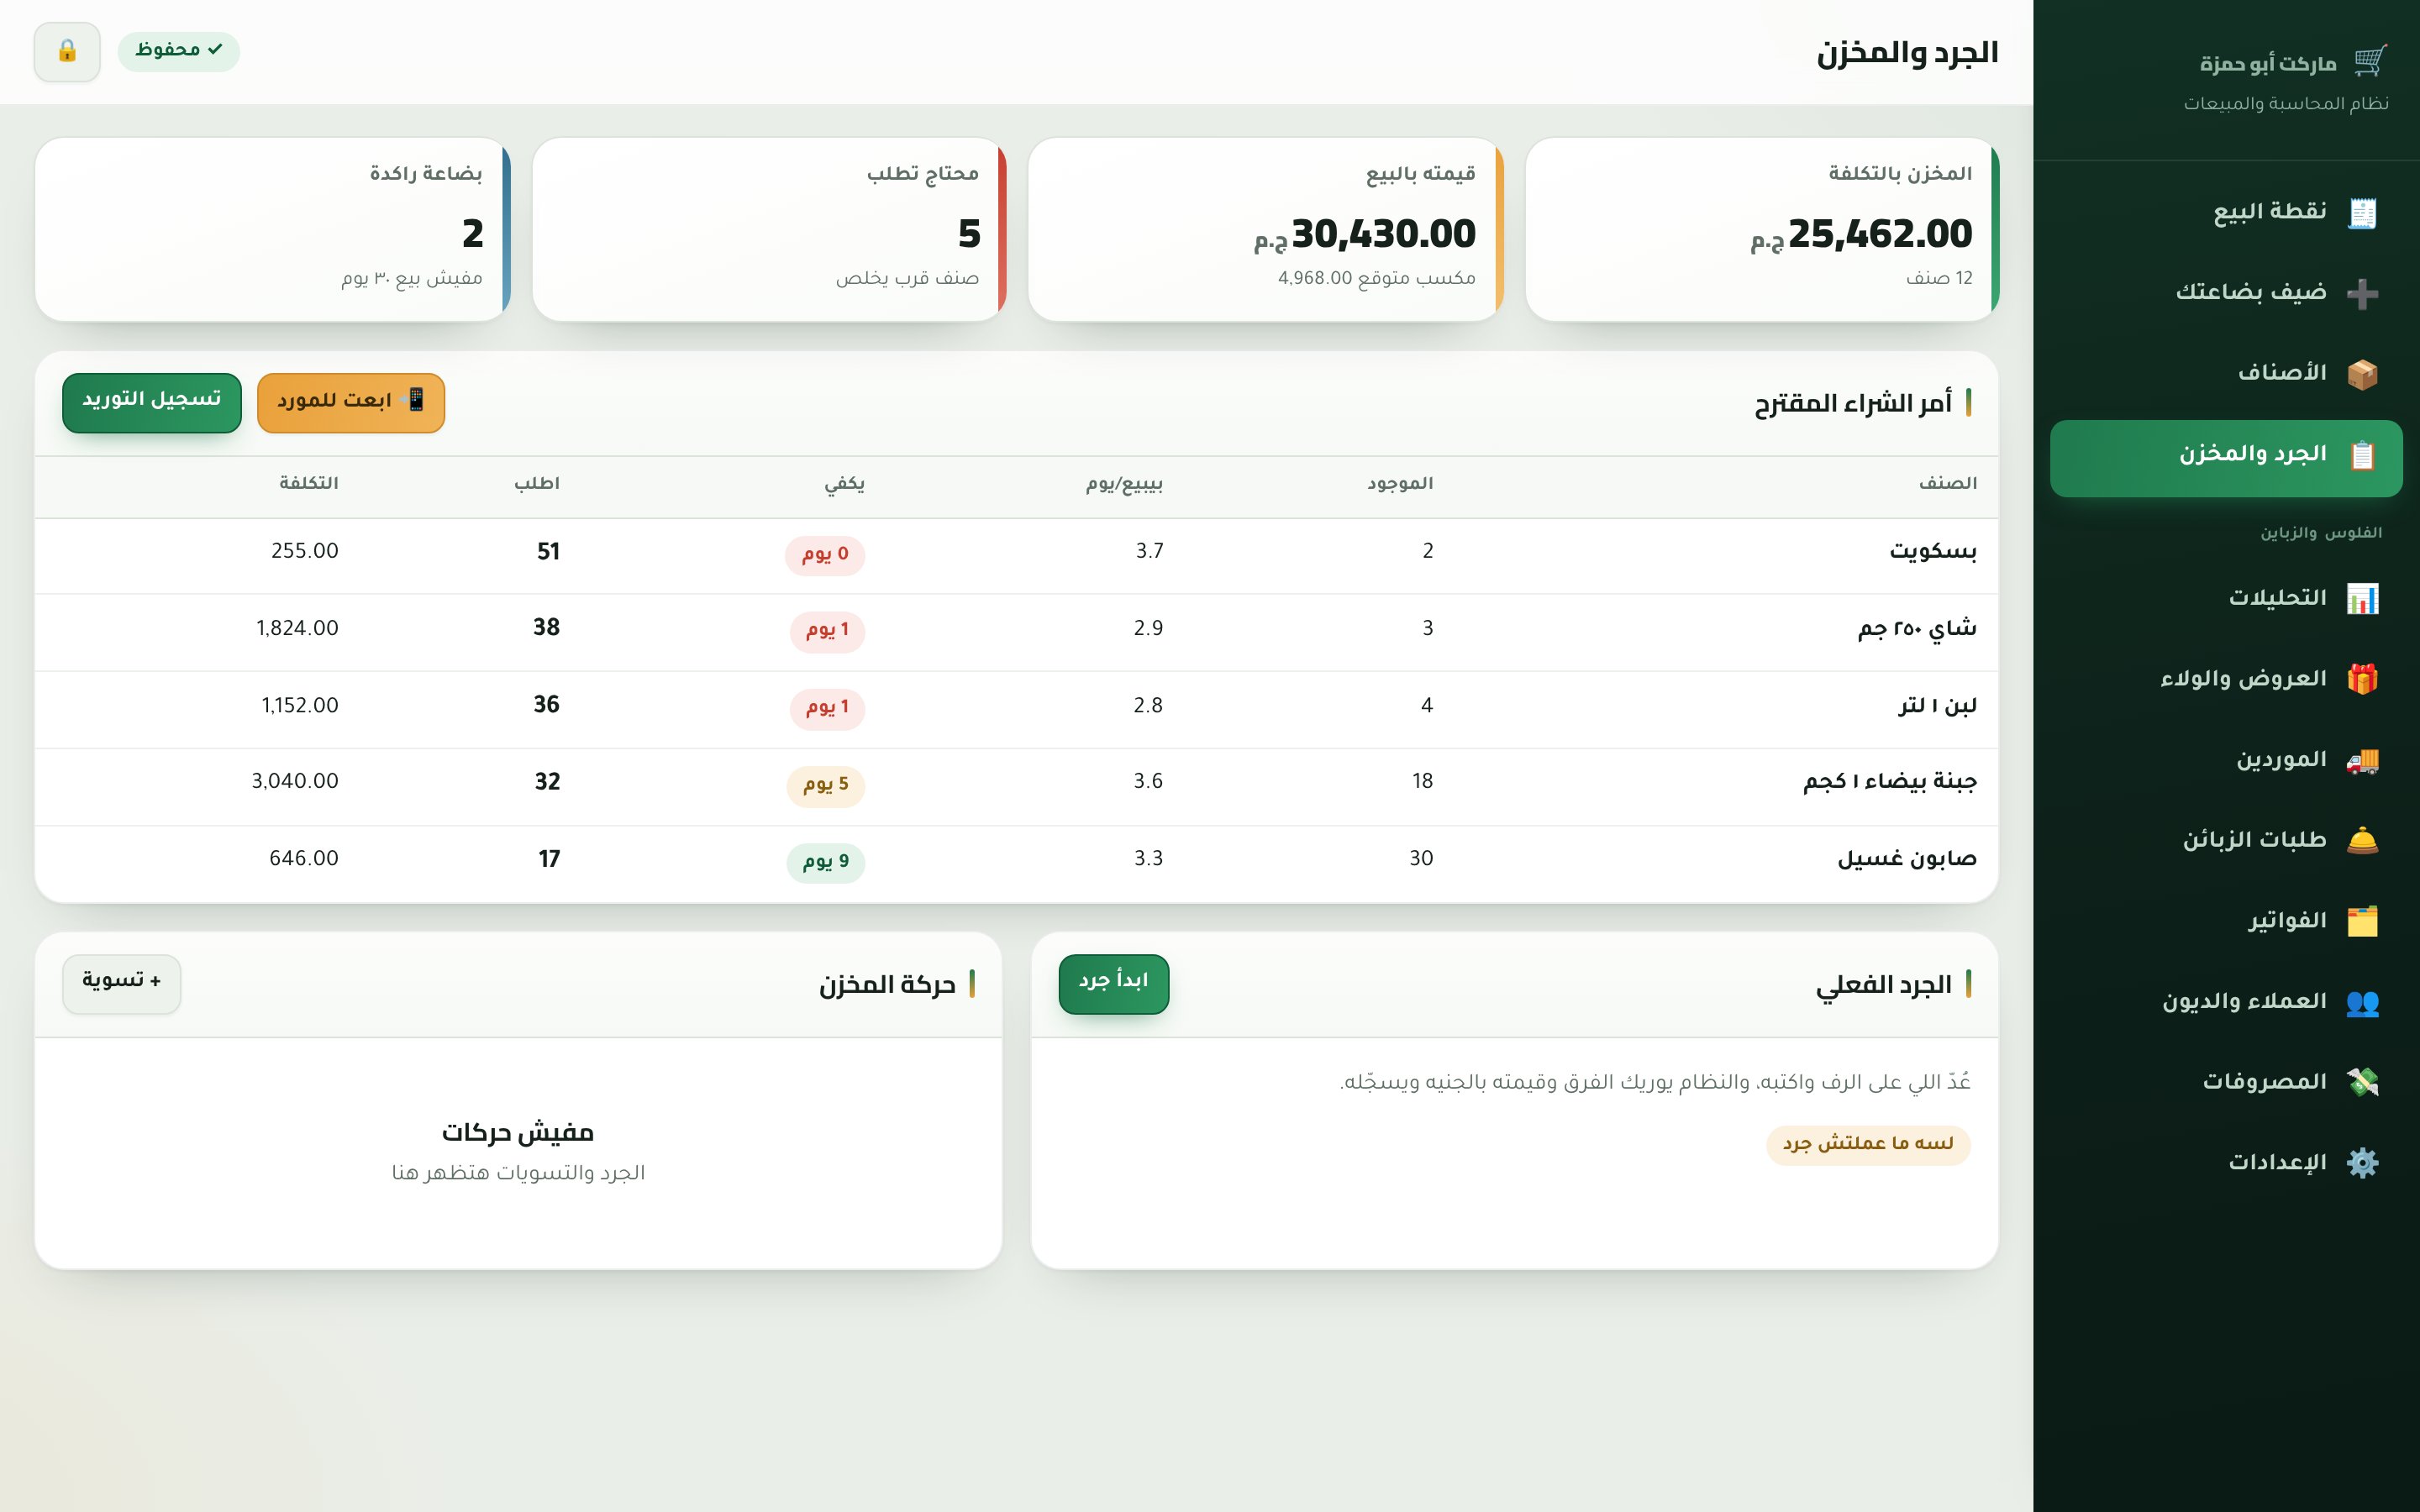 ماركت أبو حمزة
نظام المحاسبة والمبيعات
نقطة البيع
ضيف بضاعتك
الأصناف
الجرد والمخزن
الفلوس والزباين
التحليلات
العروض والولاء
الموردين
طلبات الزبائن
الفواتير
العملاء والديون
المصروفات
الإعدادات
الجرد والمخزن
✓ محفوظ
المخزن بالتكلفة
25,462.00 ج.م
12 صنف
قيمته بالبيع
30,430.00 ج.م
مكسب متوقع 4,968.00
محتاج تطلب
5
صنف قرب يخلص
بضاعة راكدة
2
مفيش بيع ٣٠ يوم
أمر الشراء المقترح
ابعت للمورد
تسجيل التوريد
الصنف الموجود بيبيع/يوم يكفي اطلب التكلفة
بسكويت 2 3.7 0 يوم 51 255.00
شاي ٢٥٠ جم 3 2.9 1 يوم 38 1,824.00
لبن ١ لتر 4 2.8 1 يوم 36 1,152.00
جبنة بيضاء ١ كجم 18 3.6 5 يوم 32 3,040.00
صابون غسيل 30 3.3 9 يوم 17 646.00
الجرد الفعلي
ابدأ جرد
عُدّ اللي على الرف واكتبه، والنظام يوريك الفرق وقيمته بالجنيه ويسجّله.
لسه ما عملتش جرد
حركة المخزن
+ تسوية
مفيش حركات
الجرد والتسويات هتظهر هنا